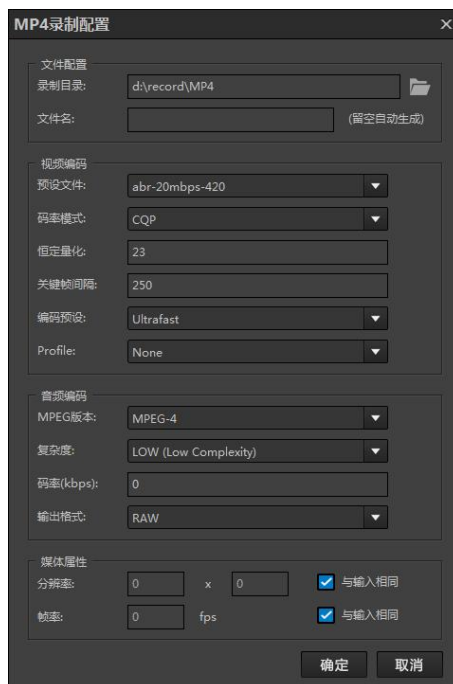 MP4录制配置
文件配置
录制目录: d:\record\MP4
文件名: (留空自动生成)
视频编码
预设文件: abr-20mbps-420
码率模式: CQP
恒定量化: 23
关键帧间隔: 250
编码预设: Ultrafast
Profile: None
音频编码
MPEG版本: MPEG-4
复杂度: LOW (Low Complexity)
码率(kbps): 0
输出格式: RAW
媒体属性
分辨率: 0 x 0 与输入相同
帧率: 0 fps 与输入相同
确定 取消